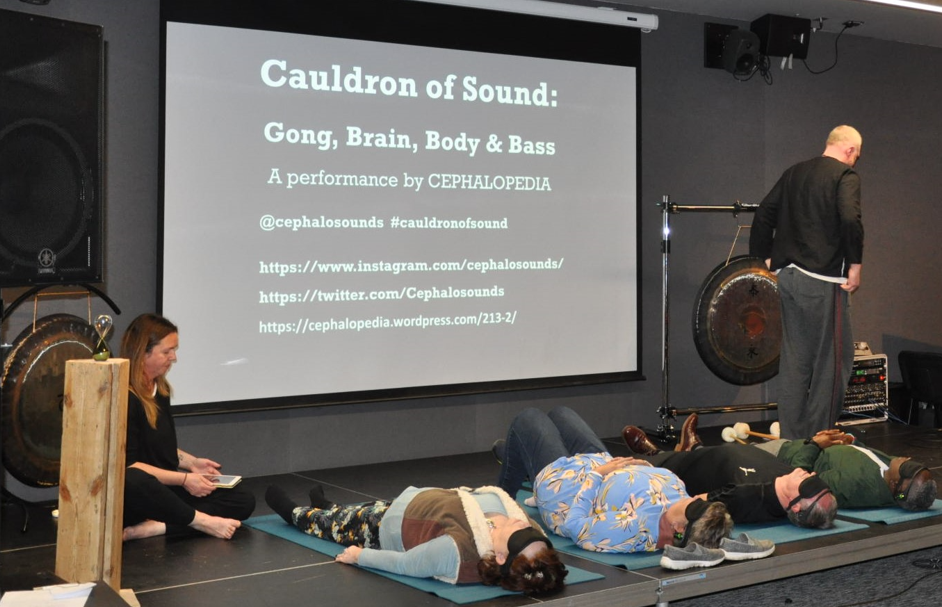 Cauldron of Sound:
Gong, Brain, Body & Bass
A performance by CEPHALOPEDIA
@cephalosounds #cauldronofsound
https://www.instagram.com/cephalosounds/
https://twitter.com/Cephalosounds
https://cephalopedia.wordpress.com/213-2/